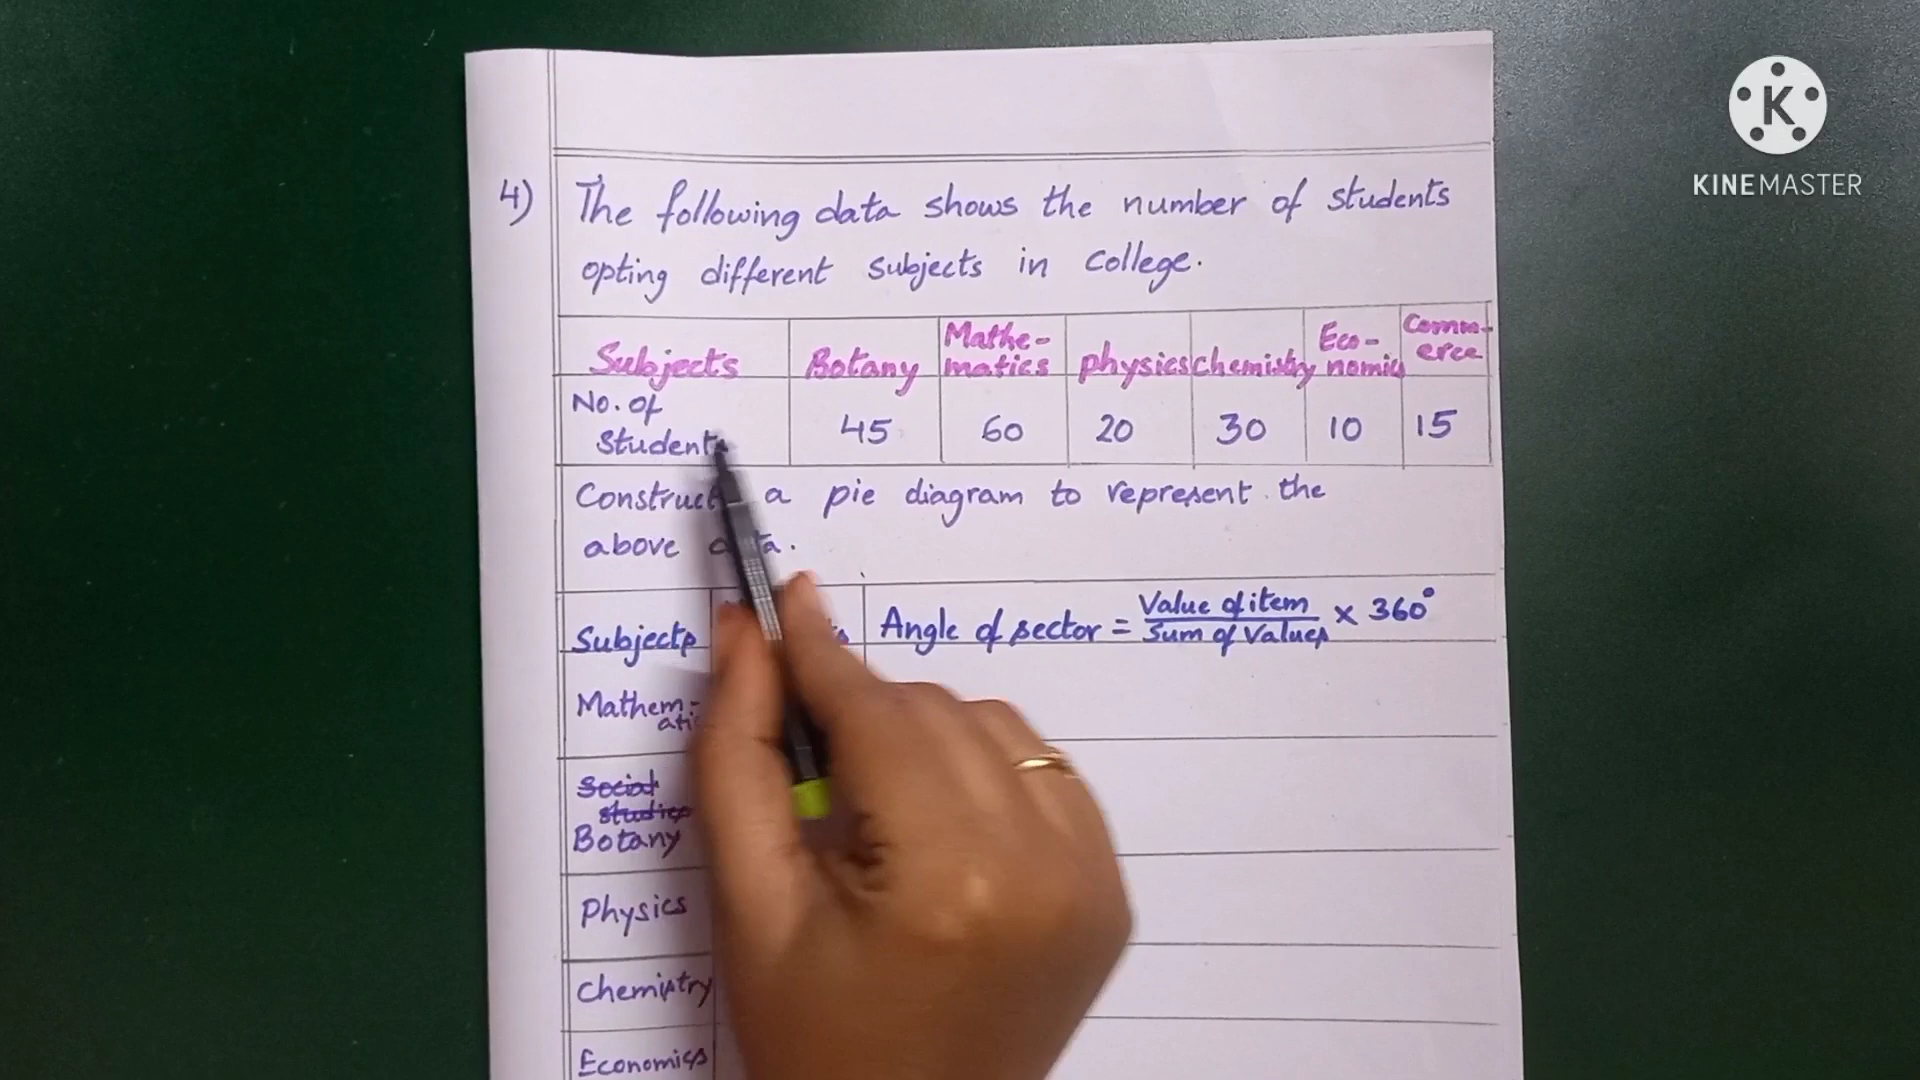 K
KINEMASTER
4) The following data shows the number of students
opting different subjects in college.
Subjects Botany Mathe-matics physics chemistry Eco-nomics Comm-erce
No. of Students 45 60 20 30 10 15
Construct a pie diagram to represent the
above data.
Subjects Angle of sector = Value of item / Sum of Values × 360°
Mathem-
Social
Studies
Botany
Physics
Chemistry
Economics